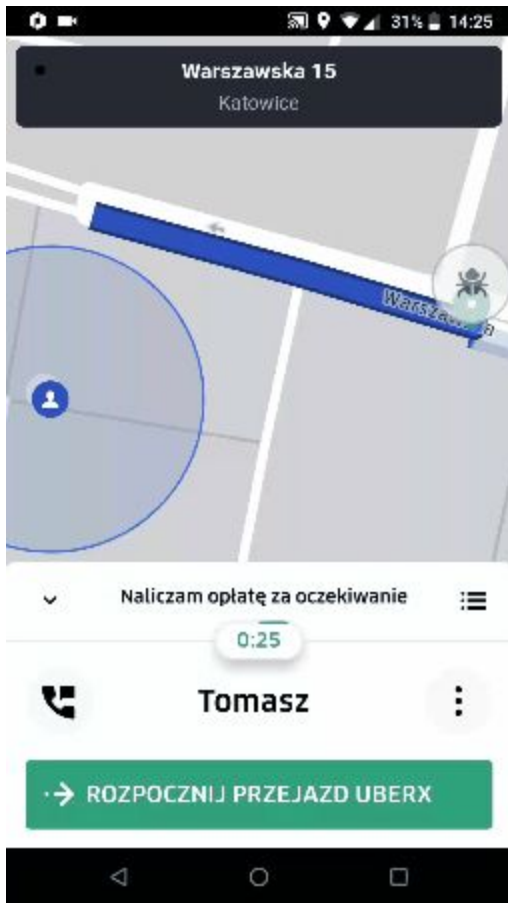 31% 14:25
Warszawska 15
Katowice
Naliczam opłatę za oczekiwanie
0:25
Tomasz
ROZPOCZNIJ PRZEJAZD UBERX